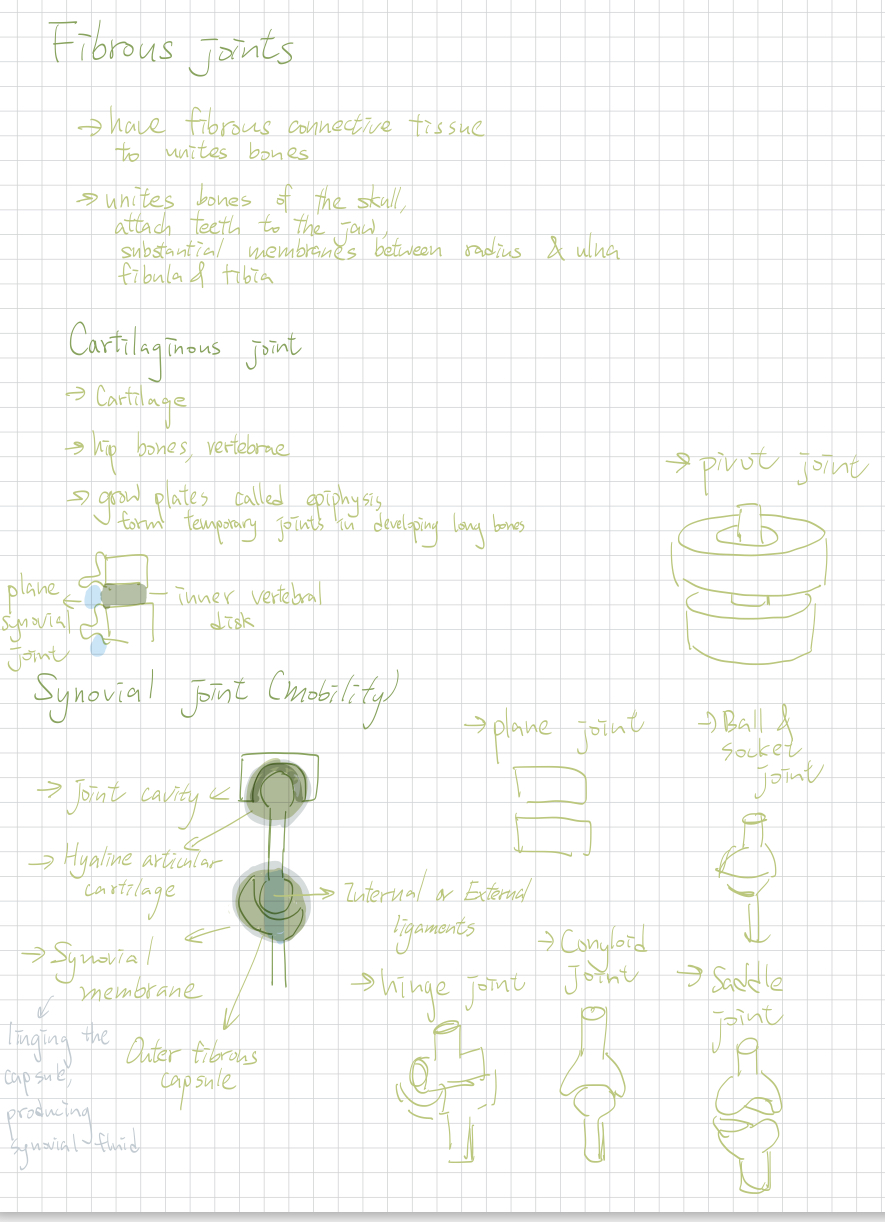 Fibrous joints
→ have fibrous connective tissue
to unites bones
→ unites bones of the skull,
attach teeth to the jaw,
substantial membranes between radius & ulna
fibula & tibia
Cartilaginous joint
→ Cartilage
→ hip bones, vertebrae
→ grow plates called epiphysis,
form temporary joints in developing long bones
plane
synovial
joint
inner vertebral
disk
→ pivot joint
Synovial joint (mobility)
→ Joint cavity
→ Hyaline articular
cartilage
→ Synovial
membrane
linging the
capsule,
producing
synovial-fluid
Outer fibrous
capsule
Internal or External
ligaments
→ plane joint
→ Ball &
socket
joint
→ hinge joint
→ Conyloid
joint
→ Saddle
joint